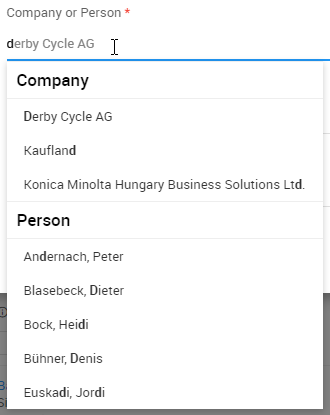 Company or Person *
derby Cycle AG
Company
Derby Cycle AG
Kaufland
Konica Minolta Hungary Business Solutions Ltd.
Person
Andernach, Peter
Blasebeck, Dieter
Bock, Heidi
Bühner, Denis
Euskadi, Jordi